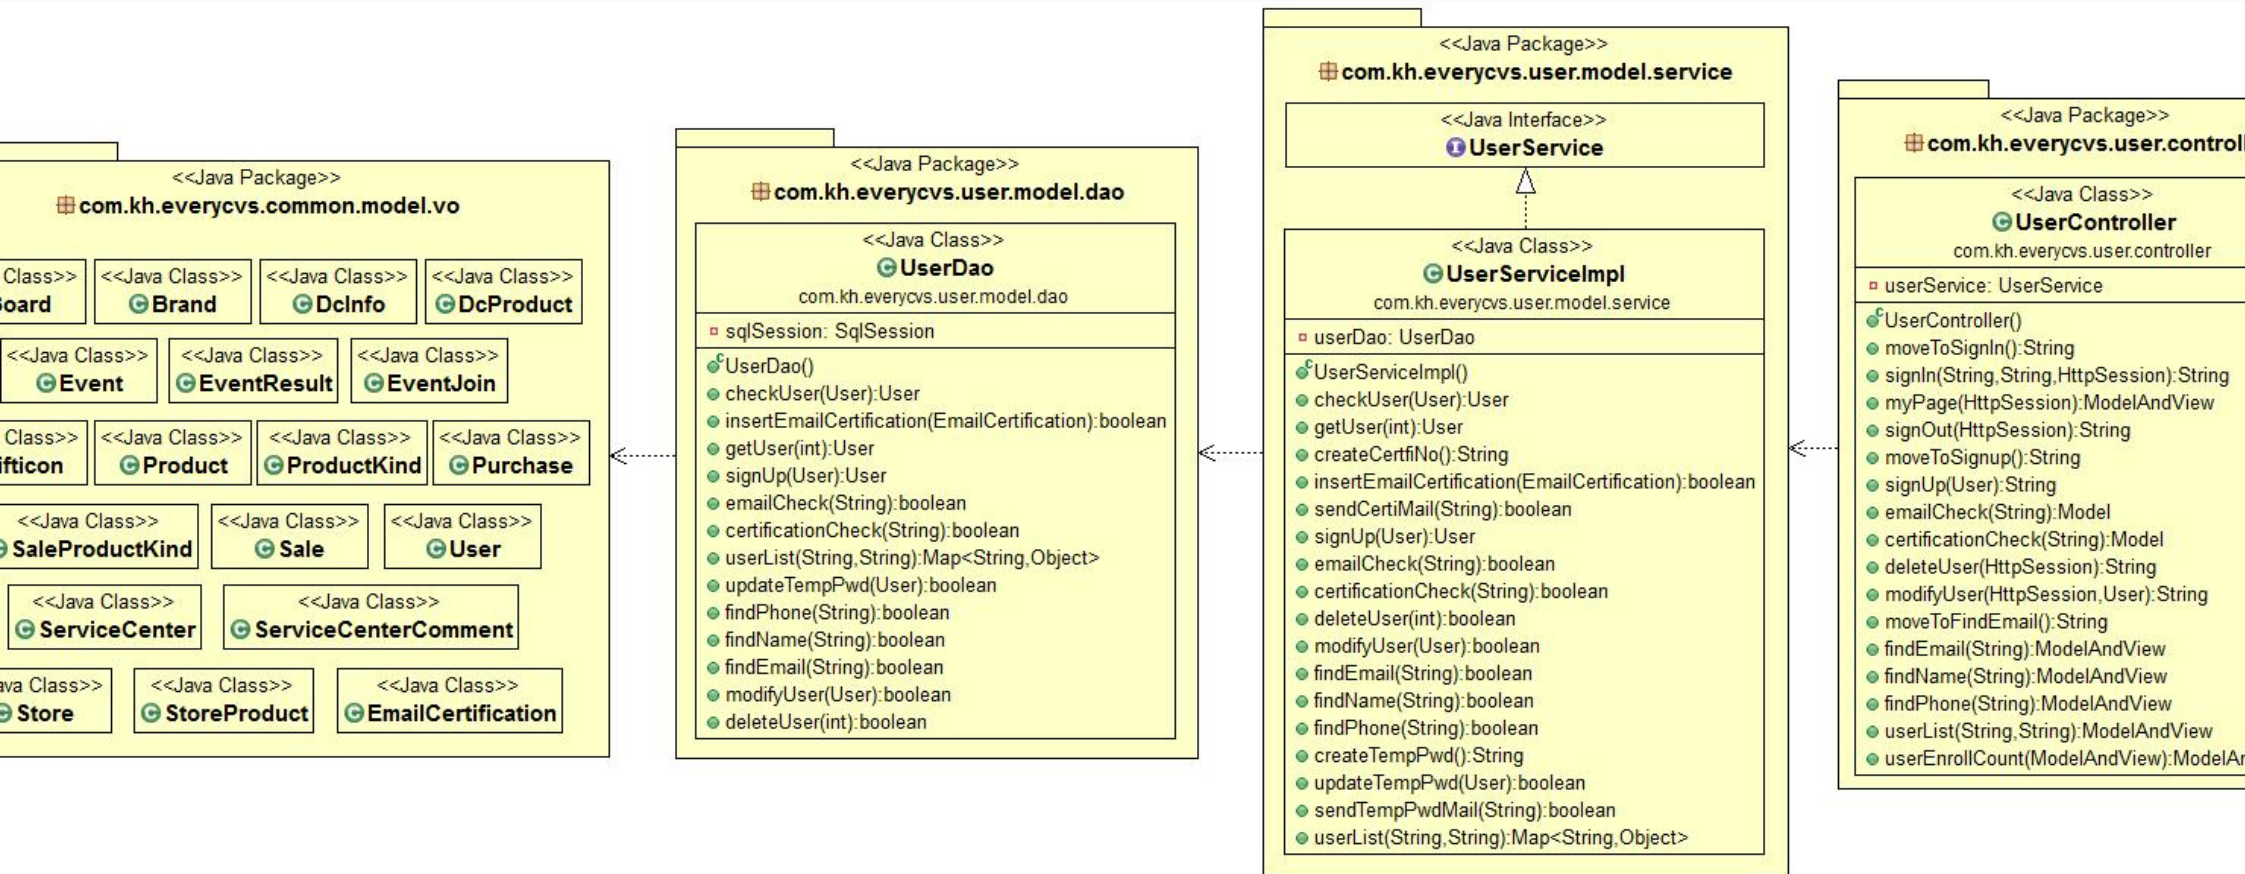 <<Java Package>>
com.kh.everycvs.common.model.vo
Class>>
<<Java Class>>
Brand
<<Java Class>>
DcInfo
<<Java Class>>
DcProduct
<<Java Class>>
Event
<<Java Class>>
EventResult
<<Java Class>>
EventJoin
Class>>
<<Java Class>>
Product
<<Java Class>>
ProductKind
<<Java Class>>
Purchase
<<Java Class>>
SaleProductKind
<<Java Class>>
Sale
<<Java Class>>
User
<<Java Class>>
ServiceCenter
<<Java Class>>
ServiceCenterComment
Class>>
Store
<<Java Class>>
StoreProduct
<<Java Class>>
EmailCertification
<<Java Package>>
com.kh.everycvs.user.model.dao
<<Java Class>>
UserDao
com.kh.everycvs.user.model.dao
sqlSession: SqlSession
UserDao()
checkUser(User):User
insertEmailCertification(EmailCertification):boolean
getUser(int):User
signUp(User):User
emailCheck(String):boolean
certificationCheck(String):boolean
userList(String,String):Map<String,Object>
updateTempPwd(User):boolean
findPhone(String):boolean
findName(String):boolean
findEmail(String):boolean
modifyUser(User):boolean
deleteUser(int):boolean
<<Java Package>>
com.kh.everycvs.user.model.service
<<Java Interface>>
UserService
<<Java Class>>
UserServiceImpl
com.kh.everycvs.user.model.service
userDao: UserDao
UserServiceImpl()
checkUser(User):User
getUser(int):User
createCertfiNo():String
insertEmailCertification(EmailCertification):boolean
sendCertiMail(String):boolean
signUp(User):User
emailCheck(String):boolean
certificationCheck(String):boolean
deleteUser(int):boolean
modifyUser(User):boolean
findEmail(String):boolean
findName(String):boolean
findPhone(String):boolean
createTempPwd():String
updateTempPwd(User):boolean
sendTempPwdMail(String):boolean
userList(String,String):Map<String,Object>
<<Java Package>>
com.kh.everycvs.user.control
<<Java Class>>
UserController
com.kh.everycvs.user.controller
userService: UserService
UserController()
moveToSignIn():String
signIn(String,String,HttpSession):String
myPage(HttpSession):ModelAndView
signOut(HttpSession):String
moveToSignup():String
signUp(User):String
emailCheck(String):Model
certificationCheck(String):Model
deleteUser(HttpSession):String
modifyUser(HttpSession,User):String
moveToFindEmail():String
findEmail(String):ModelAndView
findName(String):ModelAndView
findPhone(String):ModelAndView
userList(String,String):ModelAndView
userEnrollCount(ModelAndView):ModelAn